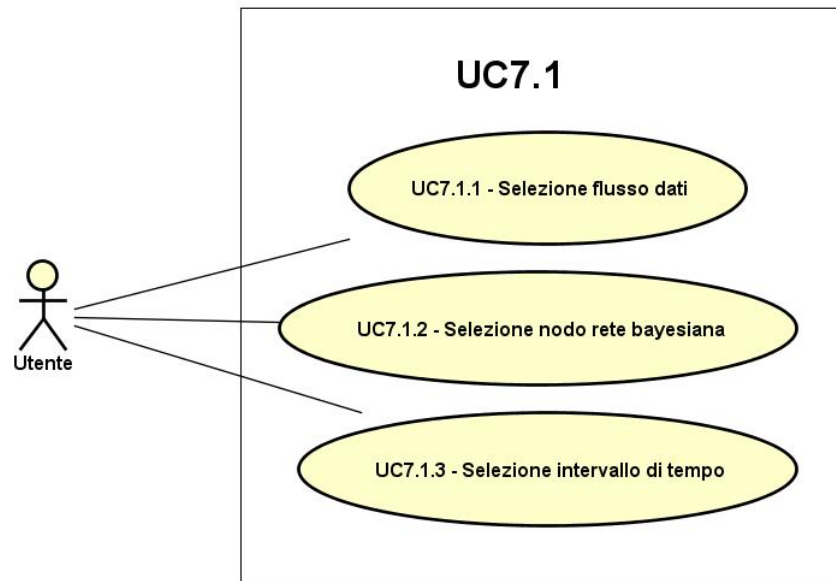 UC7.1
UC7.1.1 - Selezione flusso dati
UC7.1.2 - Selezione nodo rete bayesiana
Utente
UC7.1.3 - Selezione intervallo di tempo